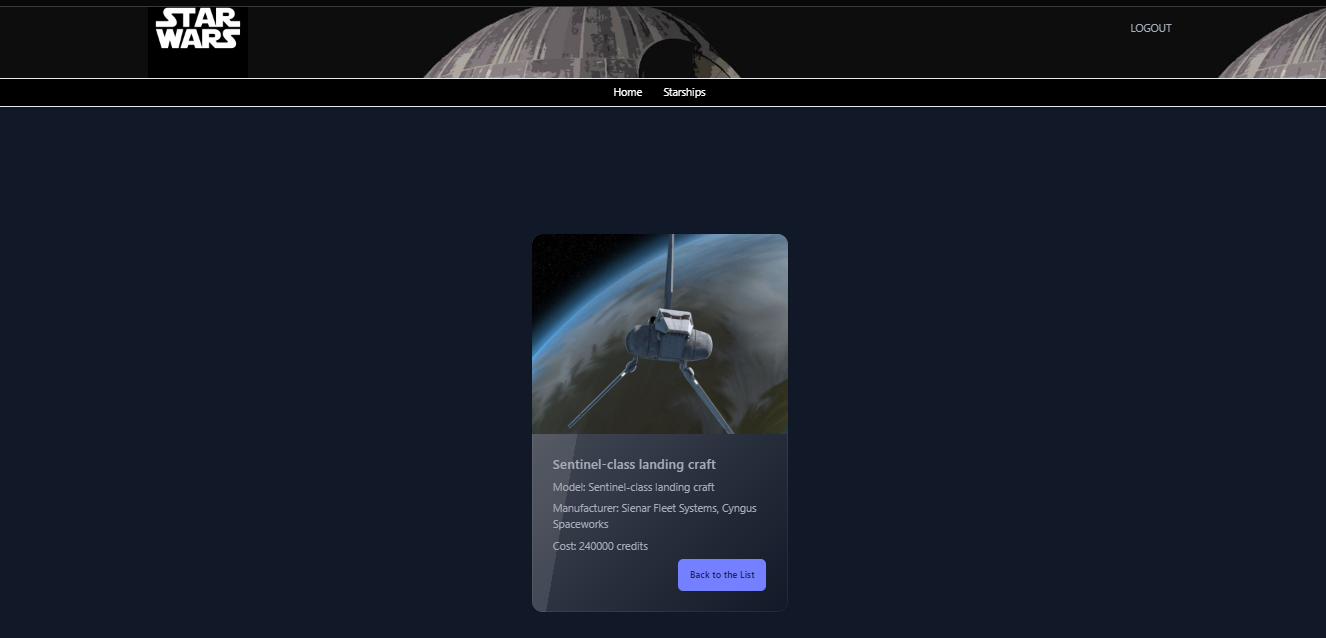 STAR
WARS
LOGOUT
Home Starships
Sentinel-class landing craft
Model: Sentinel-class landing craft
Manufacturer: Sienar Fleet Systems, Cyngus
Spaceworks
Cost: 240000 credits
Back to the List